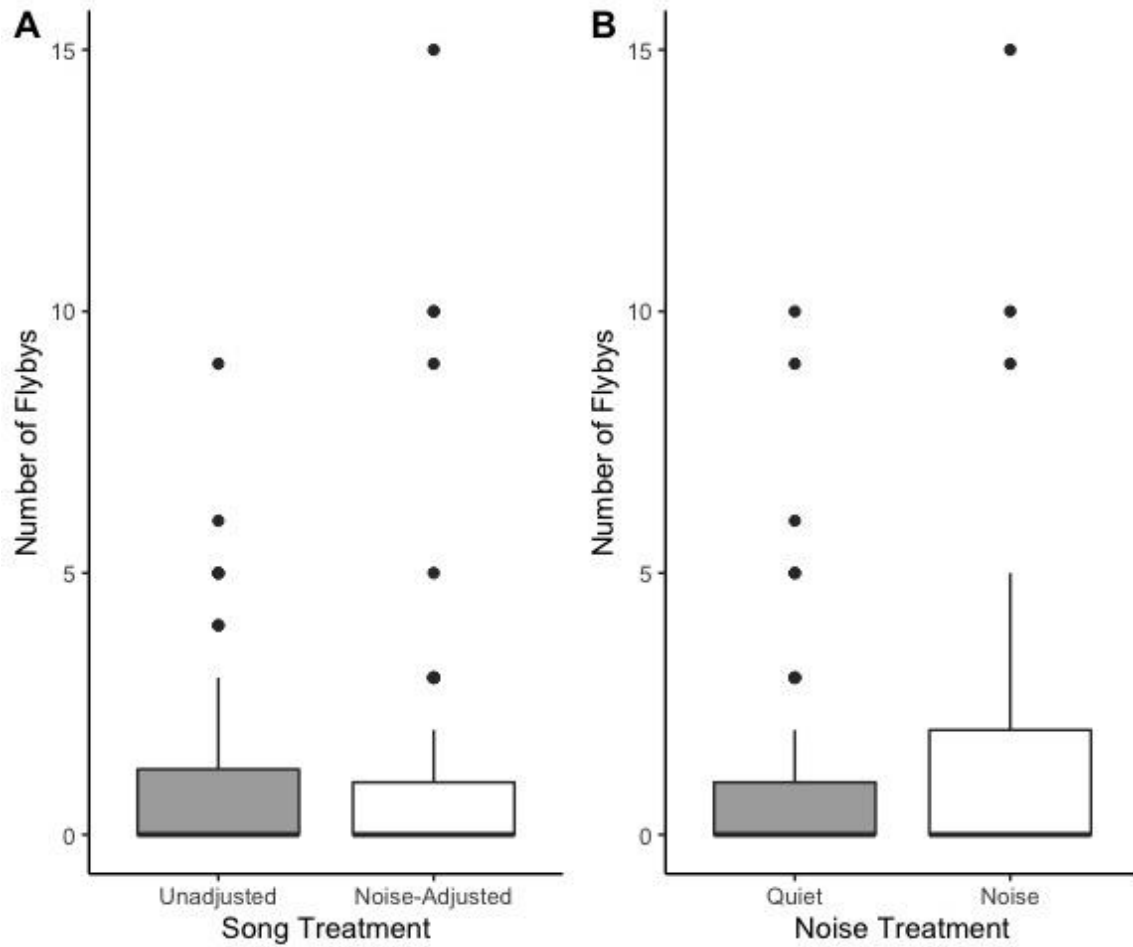 A
Number of Flybys
15
10
5
0
Unadjusted
Noise-Adjusted
Song Treatment
B
Number of Flybys
15
10
5
0
Quiet
Noise
Noise Treatment